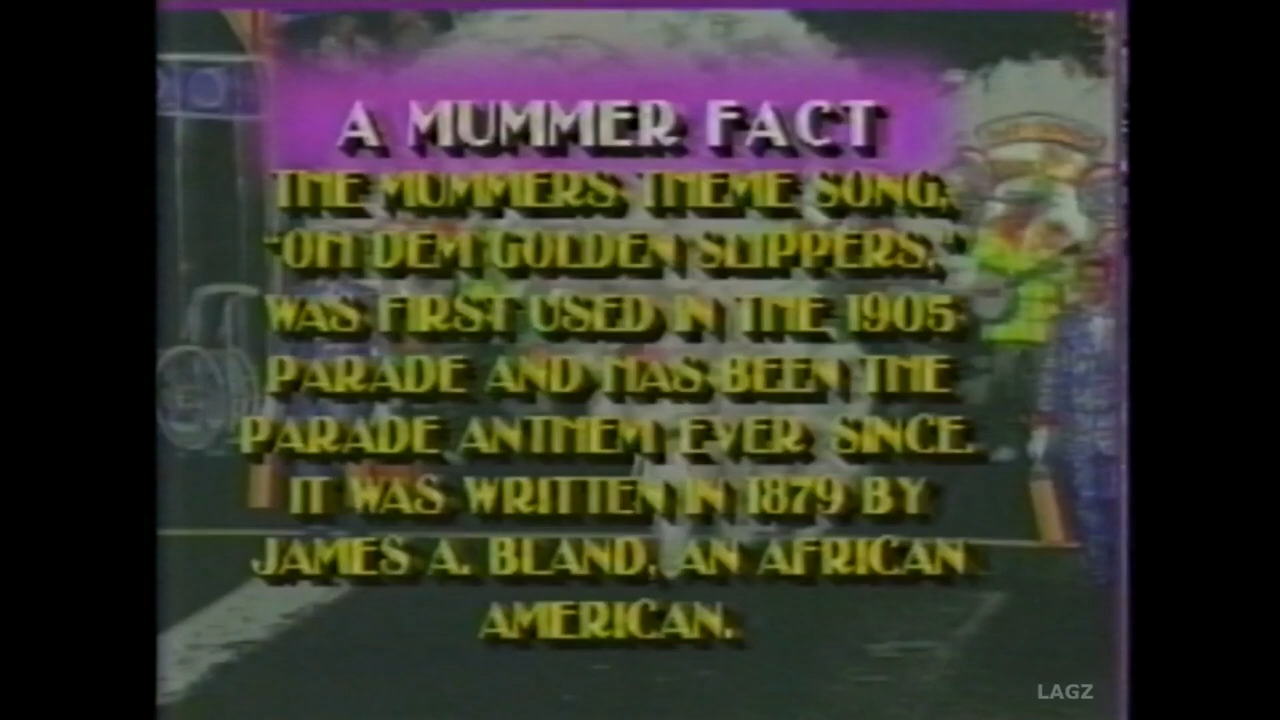 A MUMMER FACT
THE MUMMERS THEME SONG,
"OH DEM GOLDEN SLIPPERS,"
WAS FIRST USED IN THE 1905
PARADE AND HAS BEEN THE
PARADE ANTHEM EVER SINCE.
IT WAS WRITTEN IN 1879 BY
JAMES A. BLAND, AN AFRICAN
AMERICAN.
LAGZ